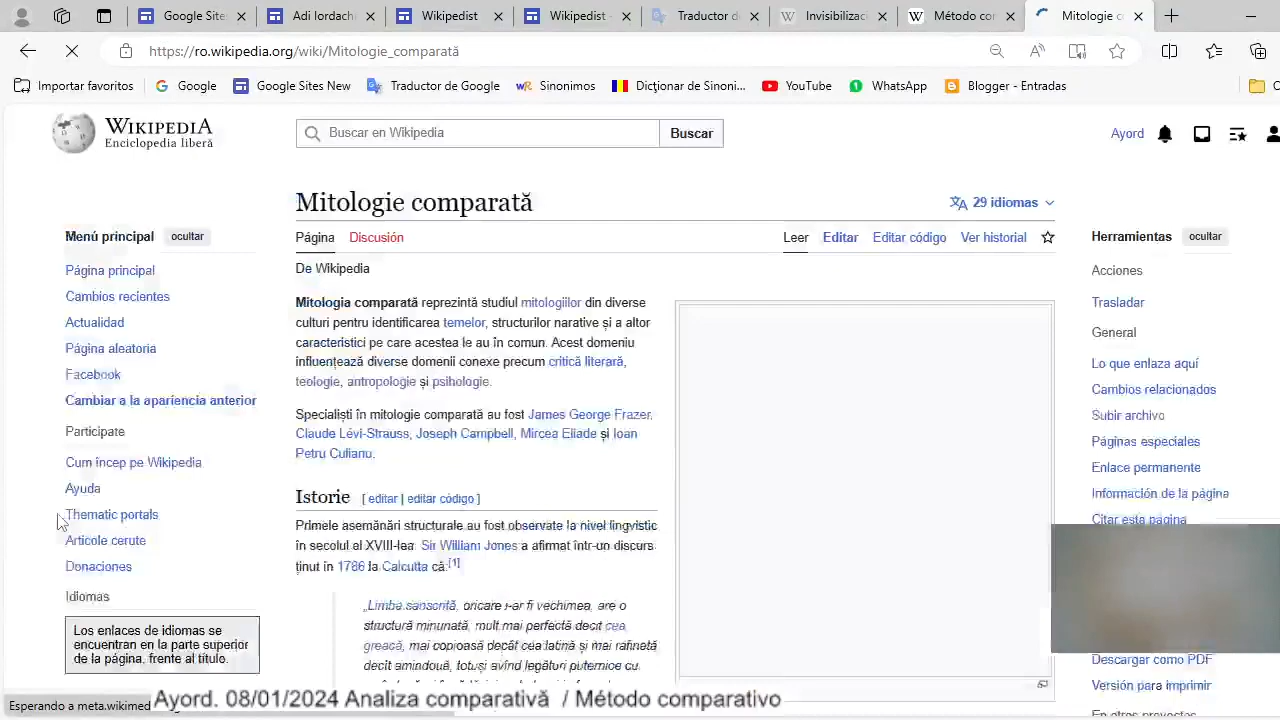 Google Sites
Adi Iordach
Wikipedist
Wikipedist -
Traductor d
Invisibilizac
Método cor
Mitologie c
https://ro.wikipedia.org/wiki/Mitologie_comparată
Importar favoritos
Google
Google Sites New
Traductor de Google
wR Sinonimos
Dicționar de Sinoni...
YouTube
WhatsApp
Blogger - Entradas
WIKIPEDIA
Enciclopedia liberă
Buscar en Wikipedia
Buscar
Ayord
Mitologie comparată
29 idiomas
Página Discusión
Leer Editar Editar código Ver historial
Menú principal ocultar
Página principal
Cambios recientes
Actualidad
Página aleatoria
Facebook
Cambiar a la apariencia anterior
Participate
Cum încep pe Wikipedia
Ayuda
Thematic portals
Articole cerute
Donaciones
Idiomas
Los enlaces de idiomas se
encuentran en la parte superior
de la página, frente al título.
De Wikipedia
Mitologia comparată reprezintă studiul mitologiilor din diverse
culturi pentru identificarea temelor, structurilor narative și a altor
caracteristici pe care acestea le au în comun. Acest domeniu
influențează diverse domenii conexe precum critică literară,
teologie, antropologie și psihologie.
Specialiști în mitologie comparată au fost James George Frazer,
Claude Lévi-Strauss, Joseph Campbell, Mircea Eliade și Ioan
Petru Culianu.
Istorie [ editar | editar código ]
Primele asemănări structurale au fost observate la nivel lingvistic
în secolul al XVIII-lea. Sir William Jones a afirmat într-un discurs
ținut în 1786 la Calcutta că:[1]
„Limba sanscrită, oricare i-ar fi vechimea, are o
structură minunată, mult mai perfectă decît cea
greacă, mai copioasă decât cea latină și mai rafinată
decît amîndouă, totuși avînd legături puternice cu
Herramientas ocultar
Acciones
Trasladar
General
Lo que enlaza aquí
Cambios relacionados
Subir archivo
Páginas especiales
Enlace permanente
Información de la página
Citar esta página
Descargar como PDF
Versión para imprimir
En otros proyectos
Esperando a meta.wikimed
Ayord. 08/01/2024 Analiza comparativă / Método comparativo